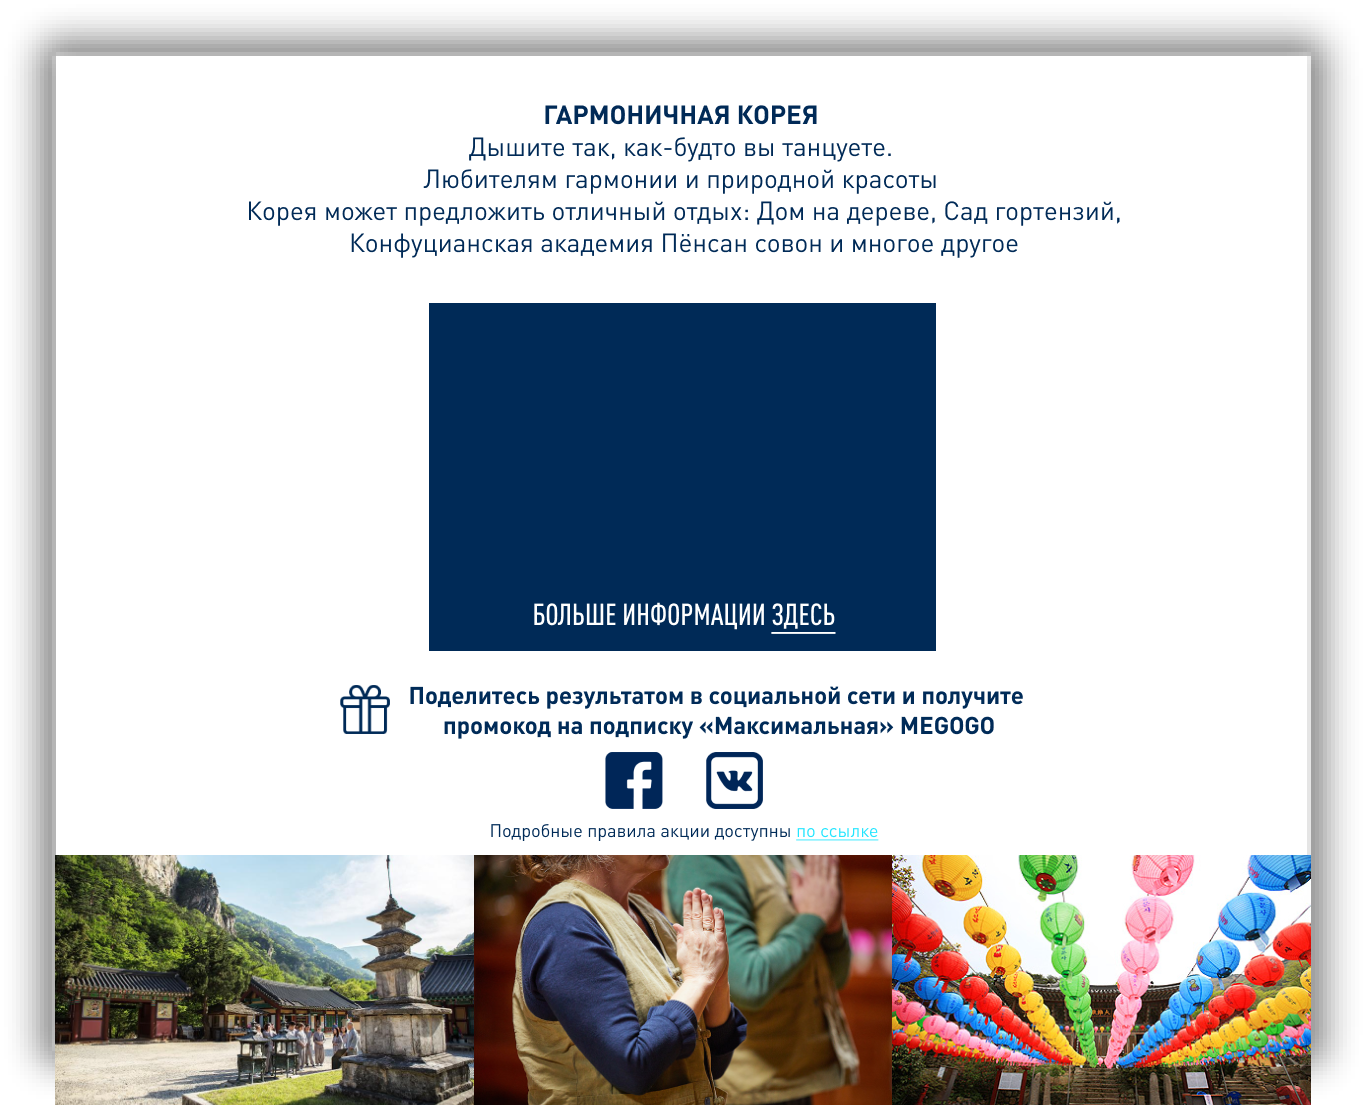 ГАРМОНИЧНАЯ КОРЕЯ
Дышите так, как-будто вы танцуете.
Любителям гармонии и природной красоты
Корея может предложить отличный отдых: Дом на дереве, Сад гортензий,
Конфуцианская академия Пёнсан совон и многое другое
БОЛЬШЕ ИНФОРМАЦИИ ЗДЕСЬ
Поделитесь результатом в социальной сети и получите
промокод на подписку «Максимальная» MEGOGO
Подробные правила акции доступны по ссылке